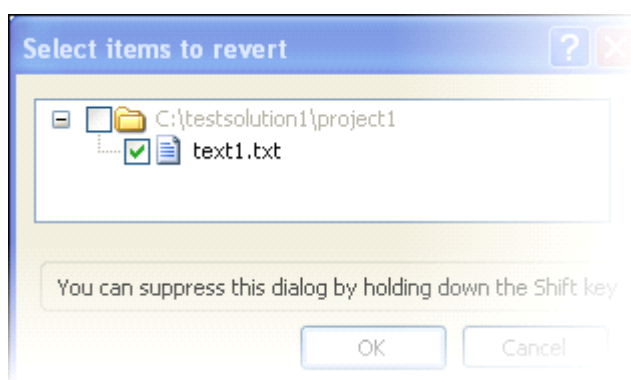 Select items to revert
C:\testsolution1\project1
text1.txt
You can suppress this dialog by holding down the Shift key
OK
Cancel